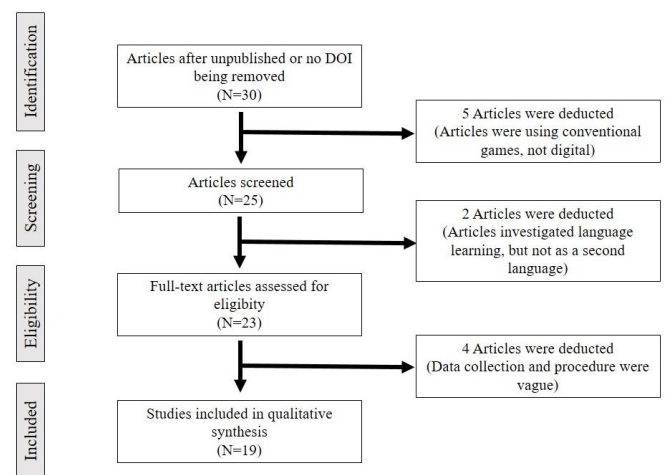 Identification
Articles after unpublished or no DOI
being removed
(N=30)
5 Articles were deducted
(Articles were using conventional
games, not digital)
Screening
Articles screened
(N=25)
2 Articles were deducted
(Articles investigated language
learning, but not as a second
language)
Eligibility
Full-text articles assessed for
eligibity
(N=23)
4 Articles were deducted
(Data collection and procedure were
vague)
Included
Studies included in qualitative
synthesis
(N=19)